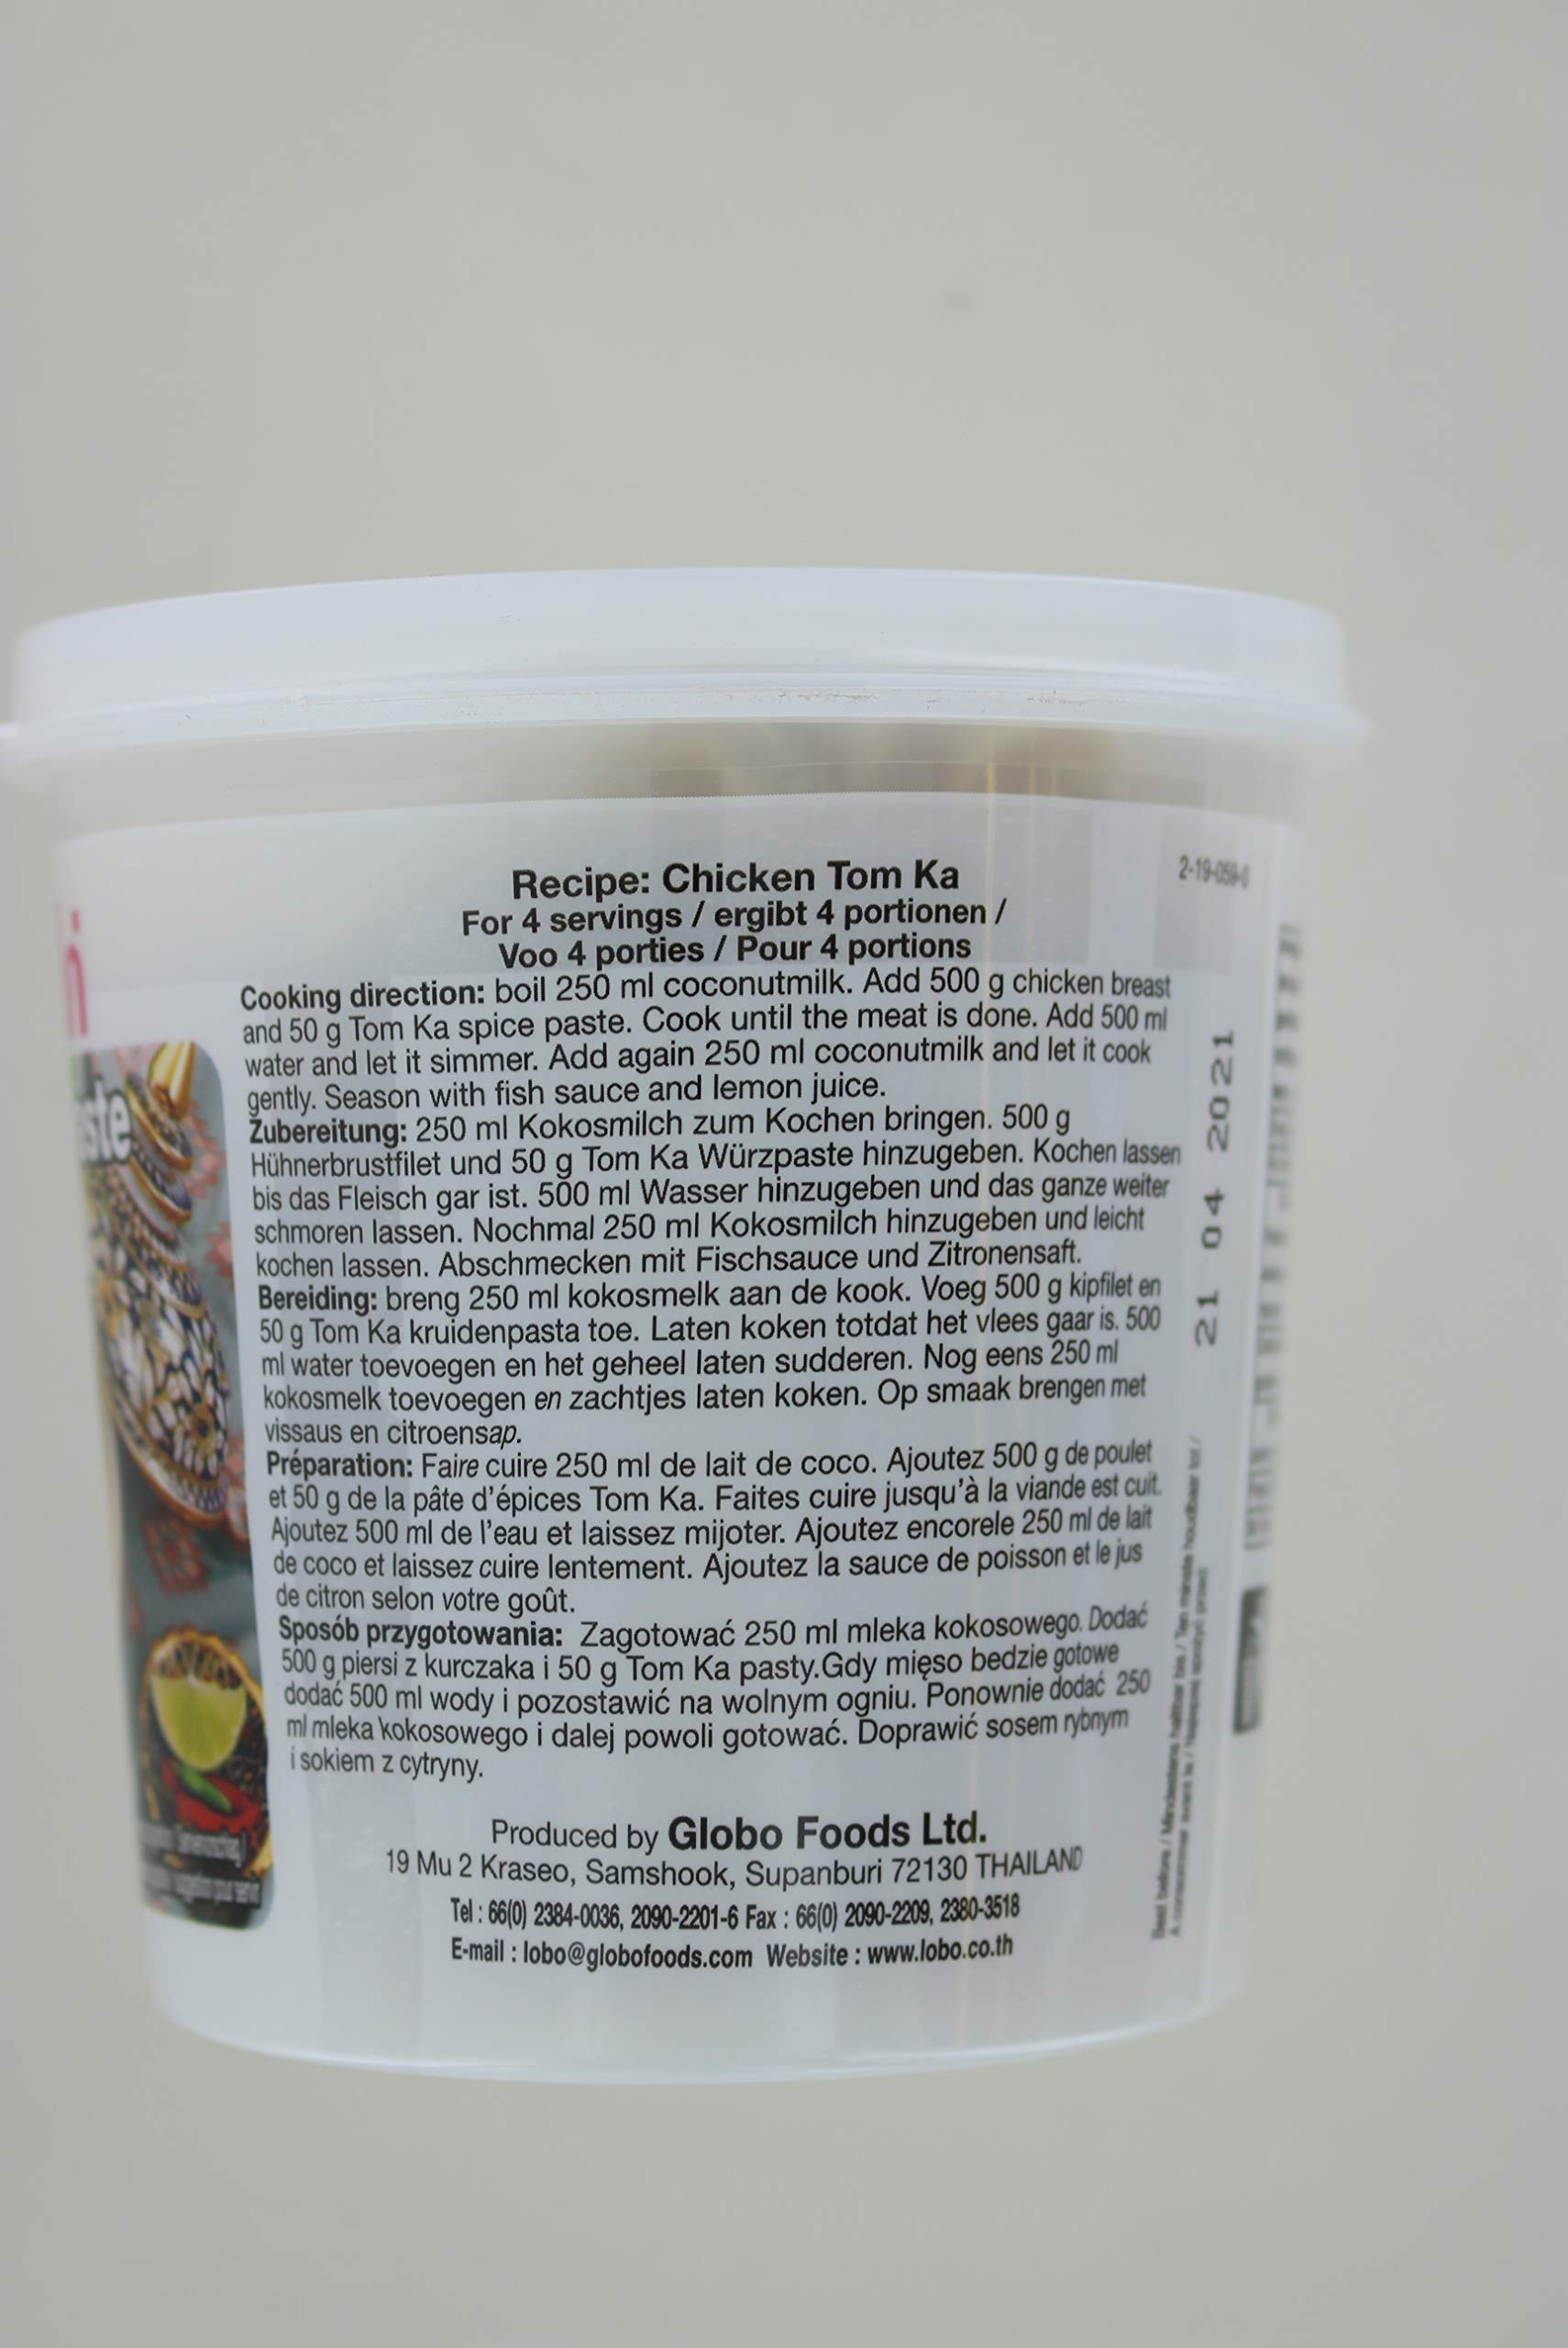 Recipe: Chicken Tom Ka
For 4 servings / ergibt 4 portionen /
Voo 4 porties / Pour 4 portions
Cooking direction: boil 250 ml coconutmilk. Add 500 g chicken breast
and 50 g Tom Ka spice paste. Cook until the meat is done. Add 500 ml
water and let it simmer. Add again 250 ml coconutmilk and let it cook
gently. Season with fish sauce and lemon juice.
Zubereitung: 250 ml Kokosmilch zum Kochen bringen. 500 g
Hühnerbrustfilet und 50 g Tom Ka Würzpaste hinzugeben. Kochen lassen
bis das Fleisch gar ist. 500 ml Wasser hinzugeben und das ganze weiter
schmoren lassen. Nochmal 250 ml Kokosmilch hinzugeben und leicht
kochen lassen. Abschmecken mit Fischsauce und Zitronensaft.
Bereiding: breng 250 ml kokosmelk aan de kook. Voeg 500 g kipfilet en
50 g Tom Ka kruidenpasta toe. Laten koken totdat het vlees gaar is. 500
ml water toevoegen en het geheel laten sudderen. Nog eens 250 ml
kokosmelk toevoegen en zachtjes laten koken. Op smaak brengen met
vissaus en citroensap.
Préparation: Faire cuire 250 ml de lait de coco. Ajoutez 500 g de poulet
et 50 g de la pâte d'épices Tom Ka. Faites cuire jusqu'à la viande est cuit.
Ajoutez 500 ml de l'eau et laissez mijoter. Ajoutez encorele 250 ml de lait
de coco et laissez cuire lentement. Ajoutez la sauce de poisson et le jus
de citron selon votre goût.
Sposób przygotowania: Zagotować 250 ml mleka kokosowego. Dodać
500 g piersi z kurczaka i 50 g Tom Ka pasty.Gdy mięso bedzie gotowe
dodać 500 ml wody i pozostawić na wolnym ogniu. Ponownie dodać 250
ml mleka kokosowego i dalej powoli gotować. Doprawić sosem rybnym
i sokiem z cytryny.
Produced by Globo Foods Ltd.
19 Mu 2 Kraseo, Samshook, Supanburi 72130 THAILAND
Tel : 66(0) 2384-0036, 2090-2201-6 Fax : 66(0) 2090-2209, 2380-3518
E-mail : lobo@globofoods.com Website : www.lobo.co.th
21 04 2021
Best before / Mindestens haltbar bis / Ten minste houdbaar tot /